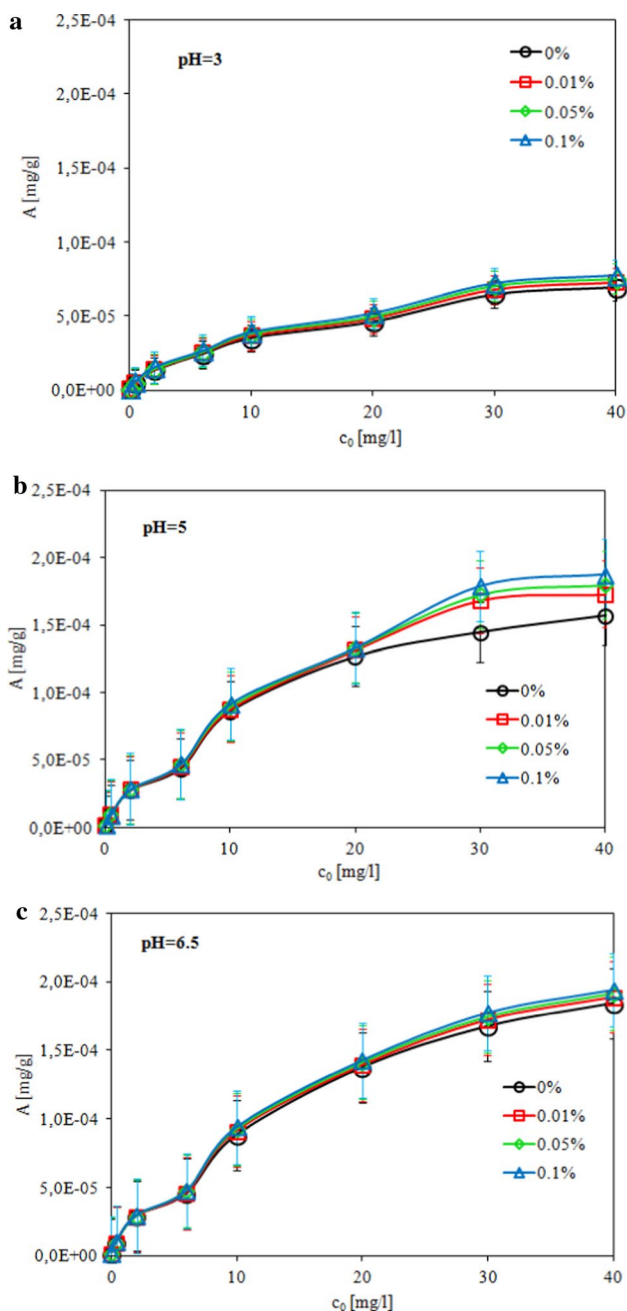 a
2,5E-04
2,0E-04
1,5E-04
1,0E-04
5,0E-05
0,0E+00
A [mg/g]
pH=3
0%
0.01%
0.05%
0.1%
0 10 20 30 40
c₀ [mg/l]
b
2,5E-04
2,0E-04
1,5E-04
1,0E-04
5,0E-05
0,0E+00
A [mg/g]
pH=5
0%
0.01%
0.05%
0.1%
0 10 20 30 40
c₀ [mg/l]
c
2,5E-04
2,0E-04
1,5E-04
1,0E-04
5,0E-05
0,0E+00
A [mg/g]
pH=6.5
0%
0.01%
0.05%
0.1%
0 10 20 30 40
c₀ [mg/l]